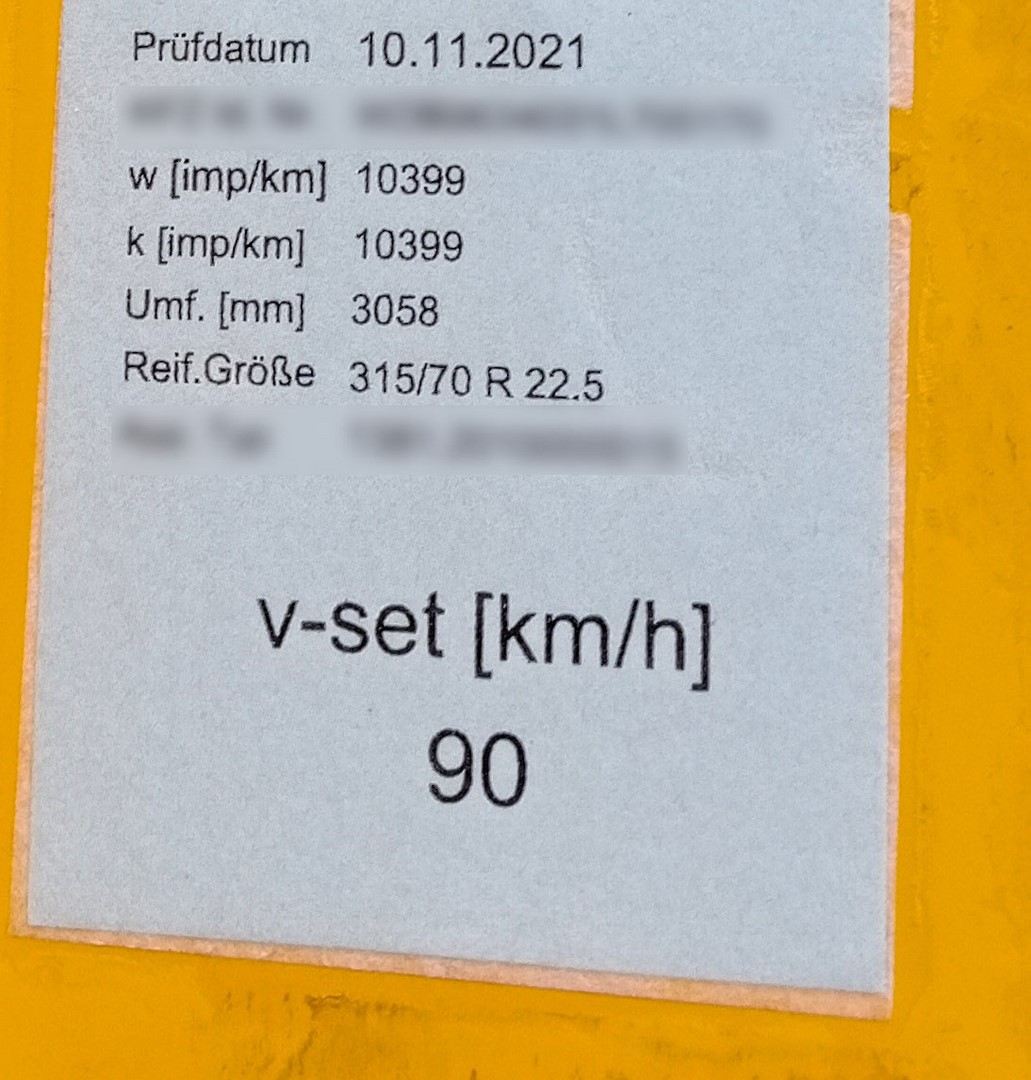 Prüfdatum 10.11.2021
w [imp/km] 10399
k [imp/km] 10399
Umf. [mm] 3058
Reif.Größe 315/70 R 22.5
v-set [km/h]
90